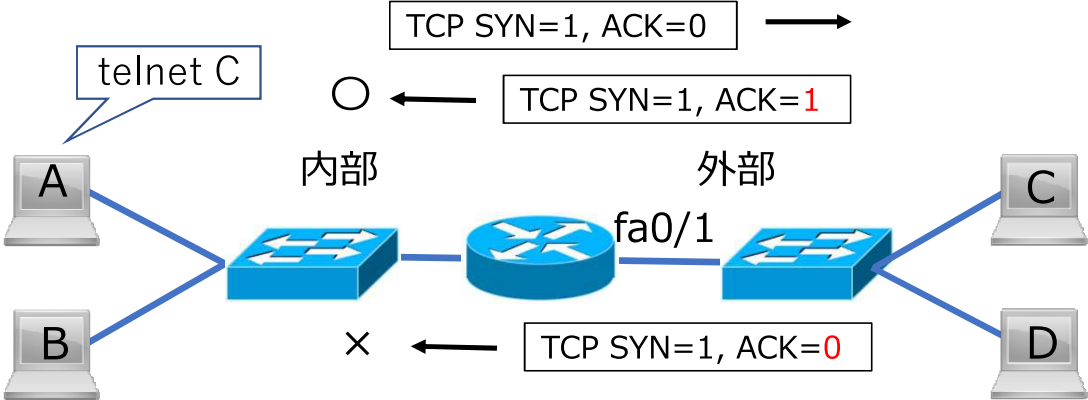 TCP SYN=1, ACK=0
telnet C
○
TCP SYN=1, ACK=1
内部
外部
A
C
fa0/1
B
×
TCP SYN=1, ACK=0
D